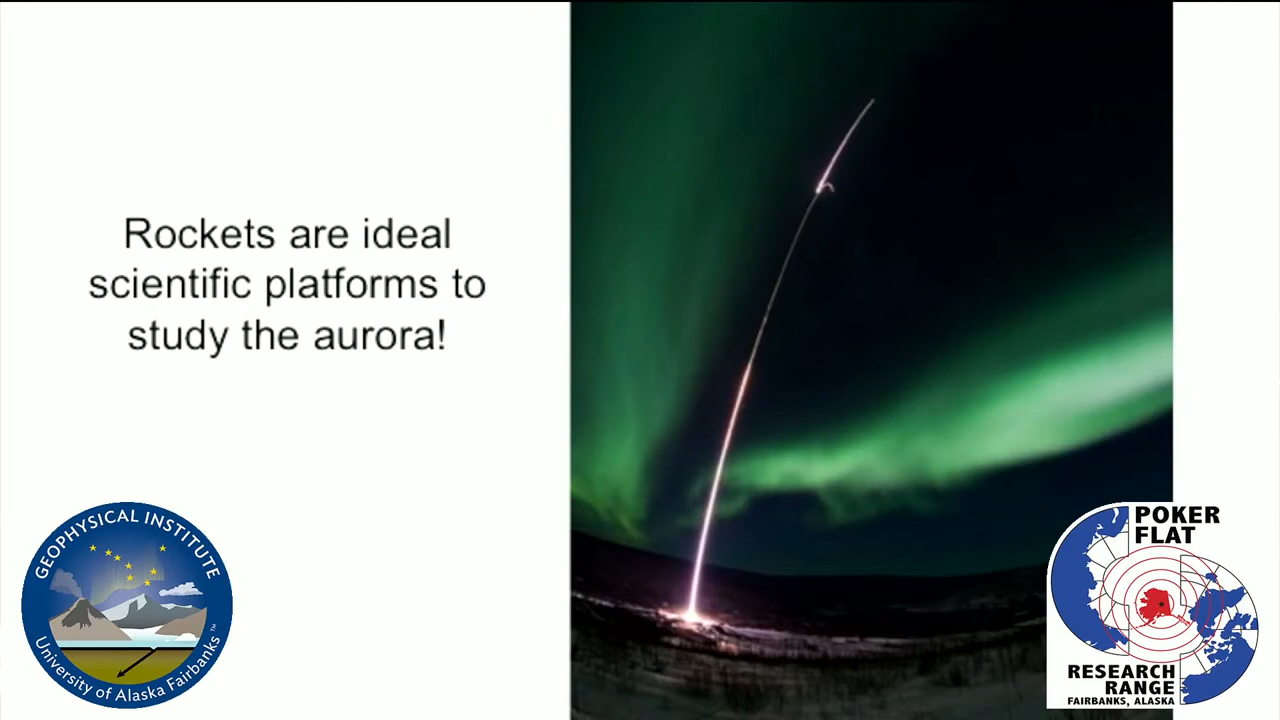 Rockets are ideal
scientific platforms to
study the aurora!
GEOPHYSICAL INSTITUTE
University of Alaska Fairbanks™
POKER
FLAT
RESEARCH
RANGE
FAIRBANKS, ALASKA